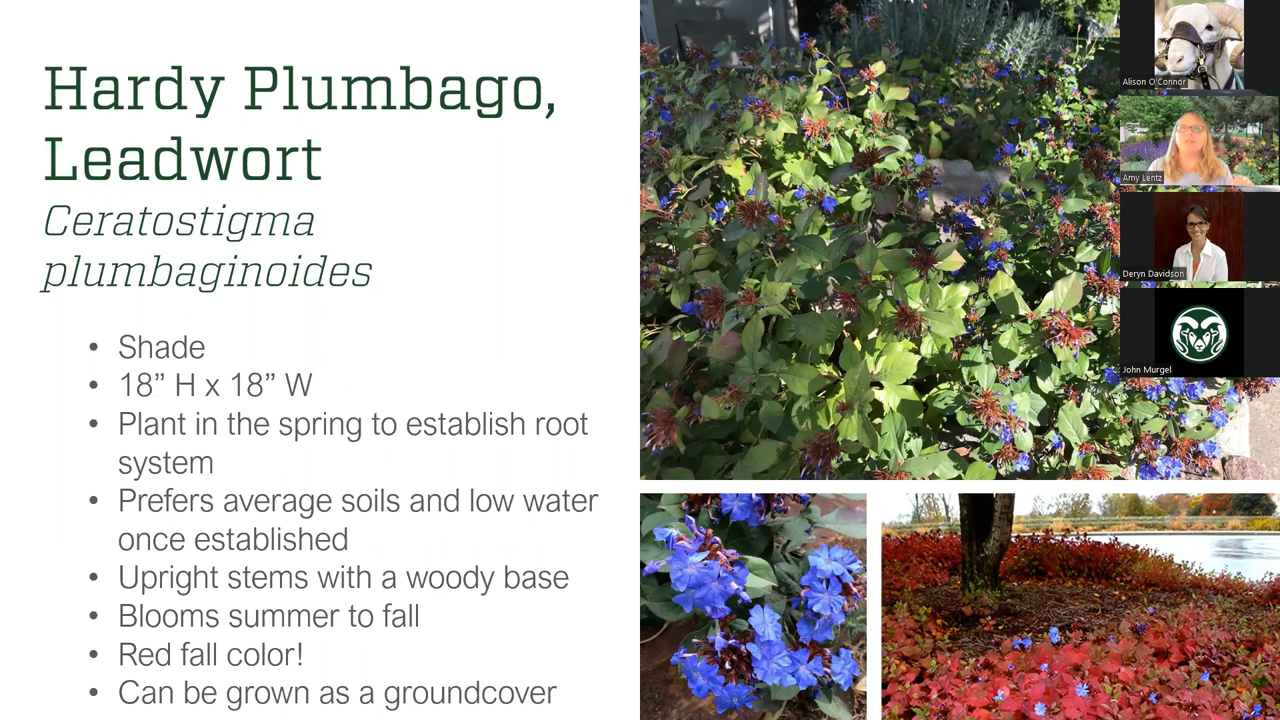 Hardy Plumbago,
Leadwort
Ceratostigma
plumbaginoides
• Shade
• 18” H x 18” W
• Plant in the spring to establish root
system
• Prefers average soils and low water
once established
• Upright stems with a woody base
• Blooms summer to fall
• Red fall color!
• Can be grown as a groundcover
Alison O'Connor
Amy Lentz
Deryn Davidson
John Murgel